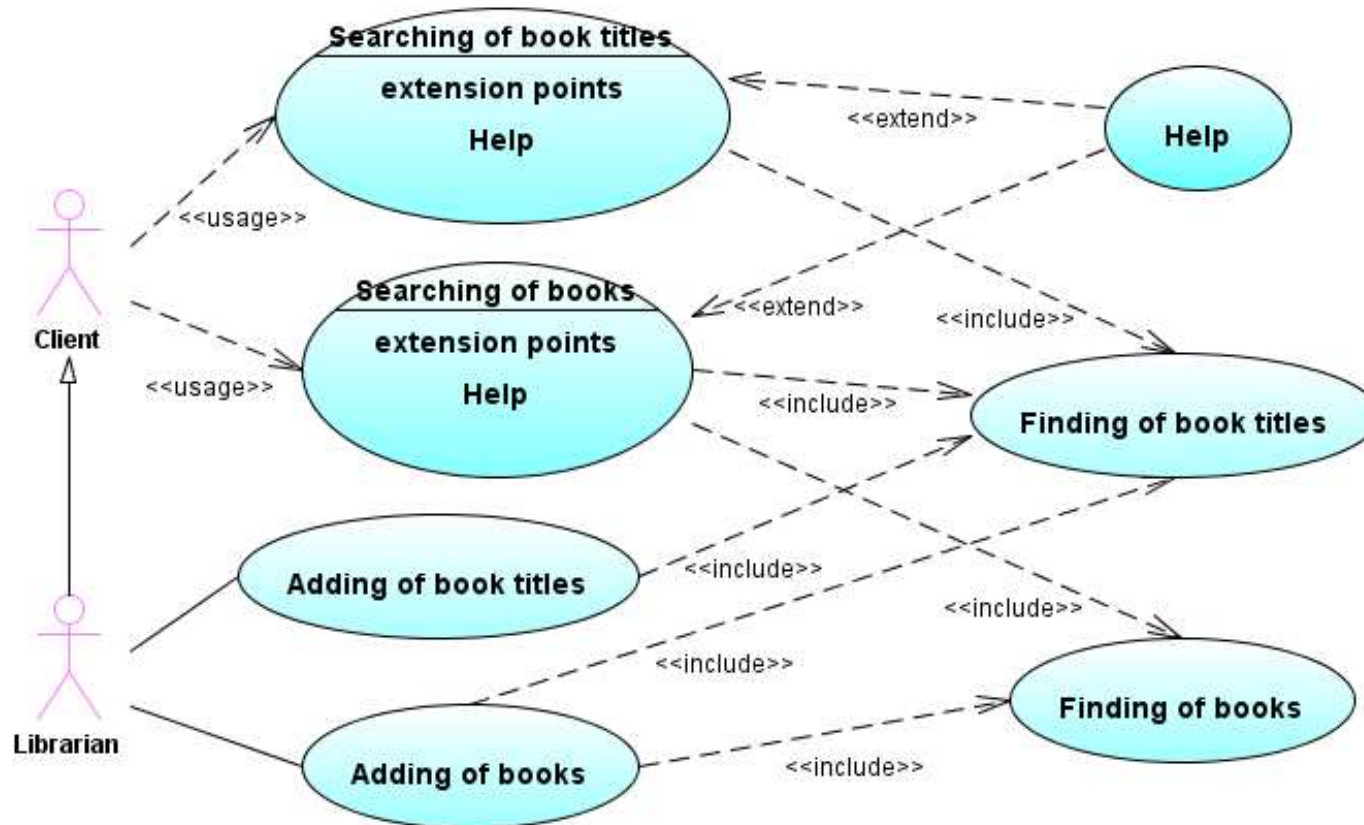 Searching of book titles
extension points
Help
<<extend>>
Help
<<usage>>
Client
Searching of books
extension points
Help
<<extend>>
<<include>>
<<usage>>
<<include>>
Finding of book titles
Adding of book titles
<<include>>
<<include>>
<<include>>
Librarian
Adding of books
Finding of books
<<include>>